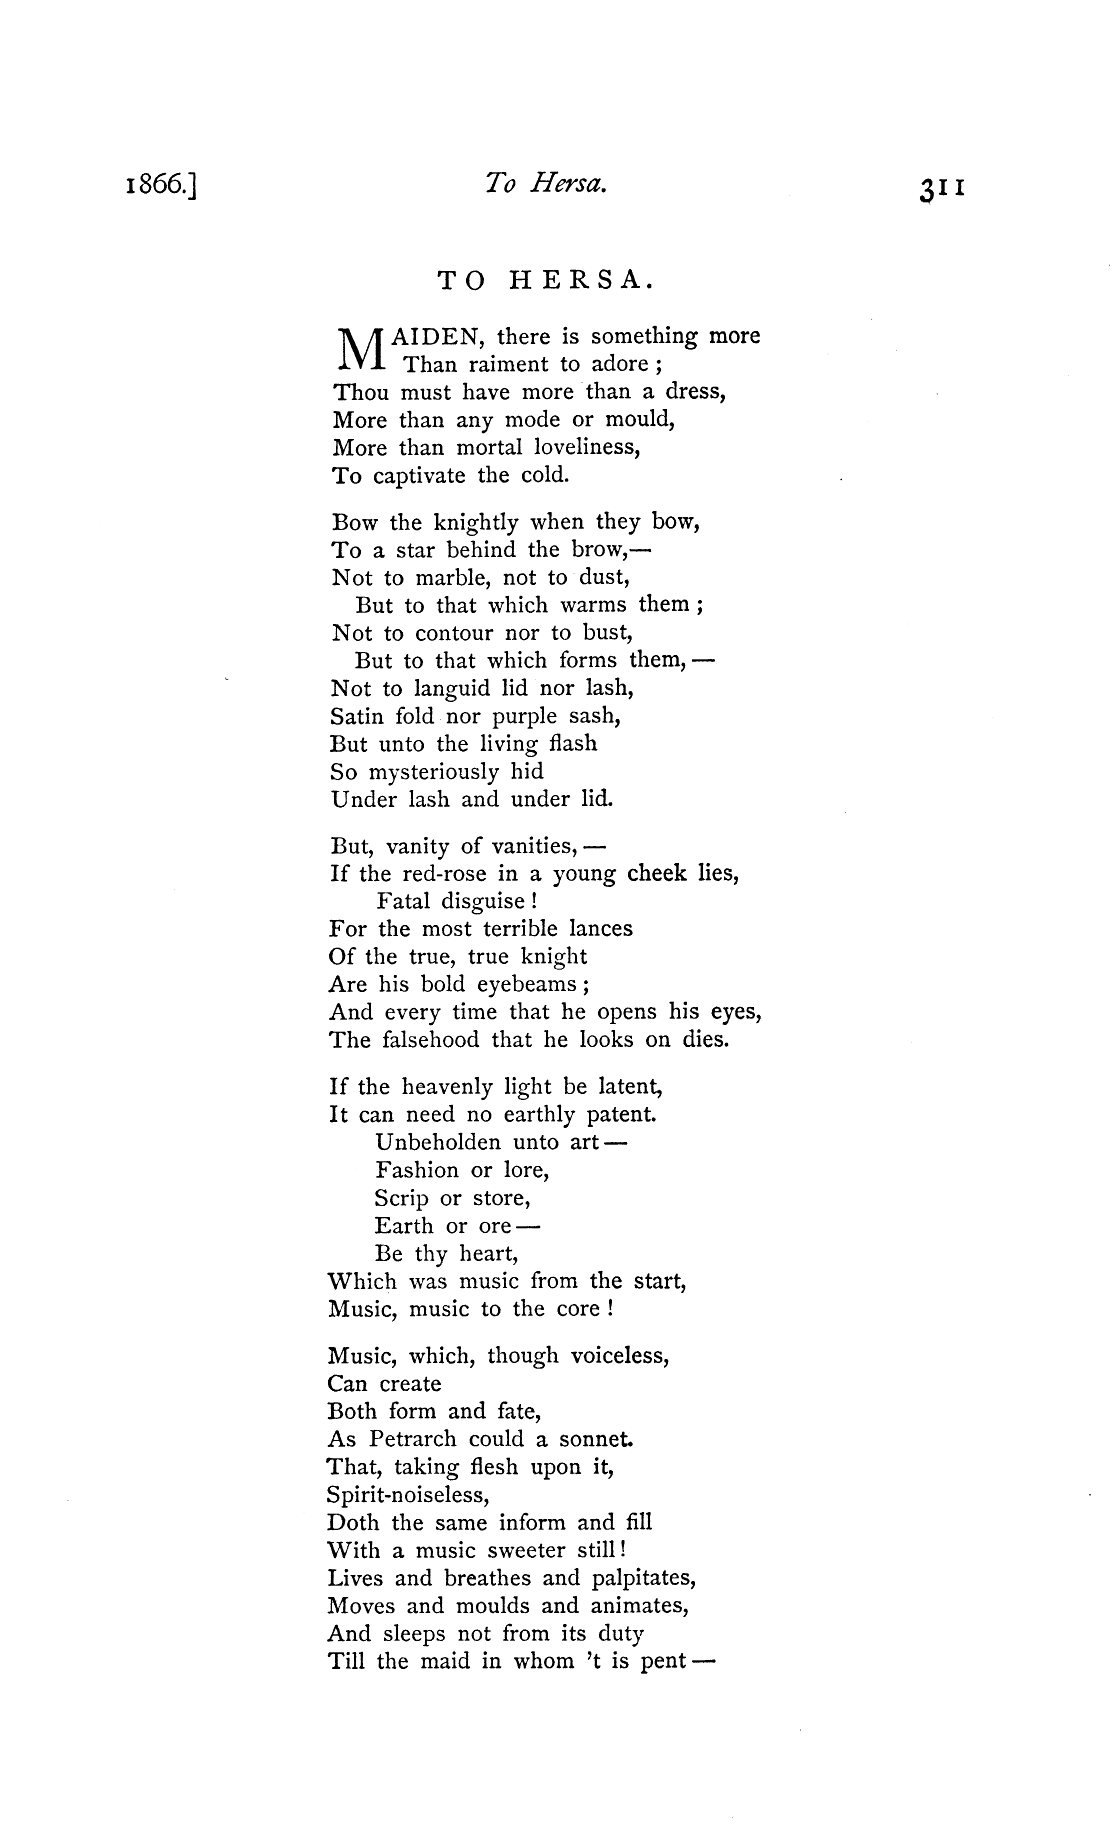 1866.] To Hersa. 311
TO HERSA.
MAIDEN, there is something more
Than raiment to adore ;
Thou must have more than a dress,
More than any mode or mould,
More than mortal loveliness,
To captivate the cold.
Bow the knightly when they bow,
To a star behind the brow,—
Not to marble, not to dust,
But to that which warms them ;
Not to contour nor to bust,
But to that which forms them, —
Not to languid lid nor lash,
Satin fold nor purple sash,
But unto the living flash
So mysteriously hid
Under lash and under lid.
But, vanity of vanities, —
If the red-rose in a young cheek lies,
Fatal disguise !
For the most terrible lances
Of the true, true knight
Are his bold eyebeams ;
And every time that he opens his eyes,
The falsehood that he looks on dies.
If the heavenly light be latent,
It can need no earthly patent.
Unbeholden unto art —
Fashion or lore,
Scrip or store,
Earth or ore —
Be thy heart,
Which was music from the start,
Music, music to the core !
Music, which, though voiceless,
Can create
Both form and fate,
As Petrarch could a sonnet.
That, taking flesh upon it,
Spirit-noiseless,
Doth the same inform and fill
With a music sweeter still !
Lives and breathes and palpitates,
Moves and moulds and animates,
And sleeps not from its duty
Till the maid in whom 't is pent —